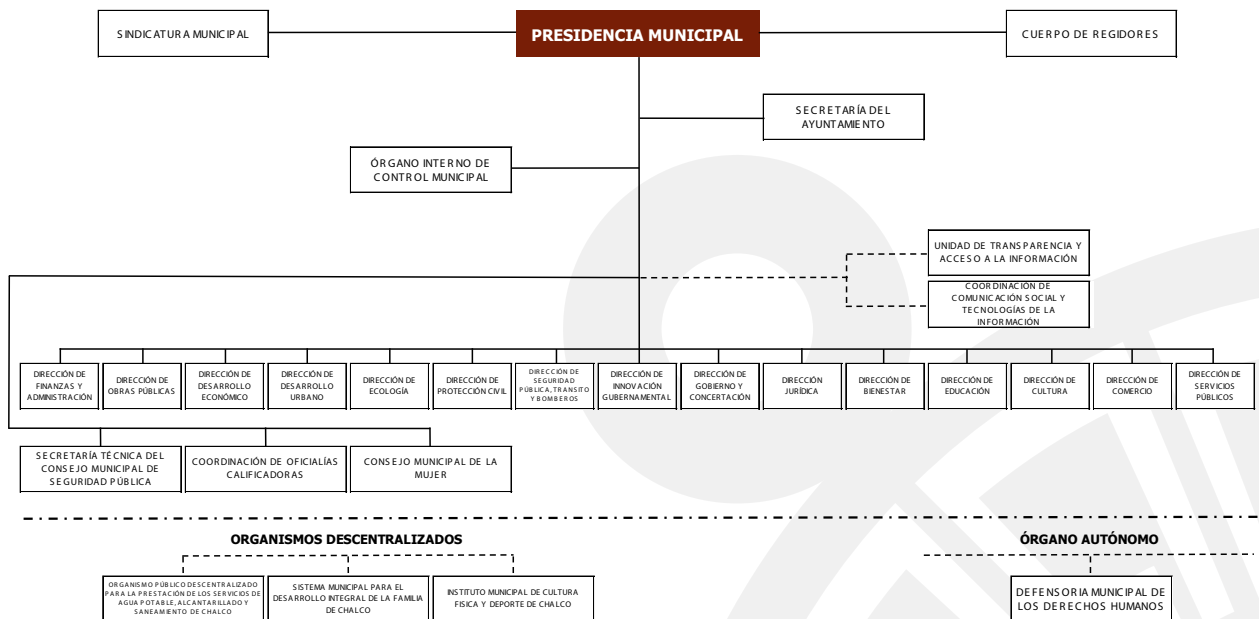 SINDICATURA MUNICIPAL
PRESIDENCIA MUNICIPAL
CUERPO DE REGIDORES
SECRETARÍA DEL
AYUNTAMIENTO
ÓRGANO INTERNO DE
CONTROL MUNICIPAL
UNIDAD DE TRANSPARENCIA Y
ACCESO A LA INFORMACIÓN
COORDINACIÓN DE
COMUNICACIÓN SOCIAL Y
TECNOLOGÍAS DE LA
INFORMACIÓN
DIRECCIÓN DE
FINANZAS Y
ADMINISTRACIÓN
DIRECCIÓN DE
OBRAS PÚBLICAS
DIRECCIÓN DE
DESARROLLO
ECONÓMICO
DIRECCIÓN DE
DESARROLLO
URBANO
DIRECCIÓN DE
ECOLOGÍA
DIRECCIÓN DE
PROTECCIÓN CIVIL
DIRECCIÓN DE
SEGURIDAD
PÚBLICA, TRANSITO
Y BOMBEROS
DIRECCIÓN DE
INNOVACIÓN
GUBERNAMENTAL
DIRECCIÓN DE
GOBIERNO Y
CONCERTACIÓN
DIRECCIÓN
JURÍDICA
DIRECCIÓN DE
BIENESTAR
DIRECCIÓN DE
EDUCACIÓN
DIRECCIÓN DE
CULTURA
DIRECCIÓN DE
COMERCIO
DIRECCIÓN DE
SERVICIOS
PÚBLICOS
SECRETARÍA TÉCNICA DEL
CONSEJO MUNICIPAL DE
SEGURIDAD PÚBLICA
COORDINACIÓN DE OFICIALÍAS
CALIFICADORAS
CONSEJO MUNICIPAL DE LA
MUJER
ORGANISMOS DESCENTRALIZADOS
ÓRGANO AUTÓNOMO
ORGANISMO PÚBLICO DESCENTRALIZADO
PARA LA PRESTACIÓN DE LOS SERVICIOS DE
AGUA POTABLE, ALCANTARILLADO Y
SANEAMIENTO DE CHALCO
SISTEMA MUNICIPAL PARA EL
DESARROLLO INTEGRAL DE LA FAMILIA
DE CHALCO
INSTITUTO MUNICIPAL DE CULTURA
FISICA Y DEPORTE DE CHALCO
DEFENSORIA MUNICIPAL DE
LOS DERECHOS HUMANOS